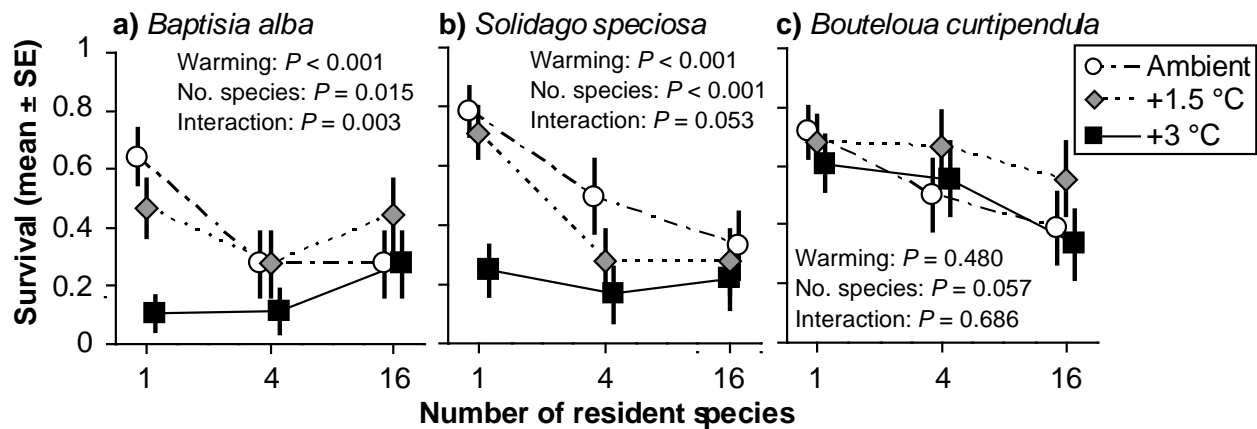 a) Baptisia alba
b) Solidago speciosa
c) Bouteloua curtipendula
Survival (mean ± SE)
1
0.8
0.6
0.4
0.2
0
Warming: P < 0.001
No. species: P = 0.015
Interaction: P = 0.003
Warming: P < 0.001
No. species: P < 0.001
Interaction: P = 0.053
Warming: P = 0.480
No. species: P = 0.057
Interaction: P = 0.686
Ambient
+1.5 °C
+3 °C
1 4 16
1 4 16
1 4 16
Number of resident species